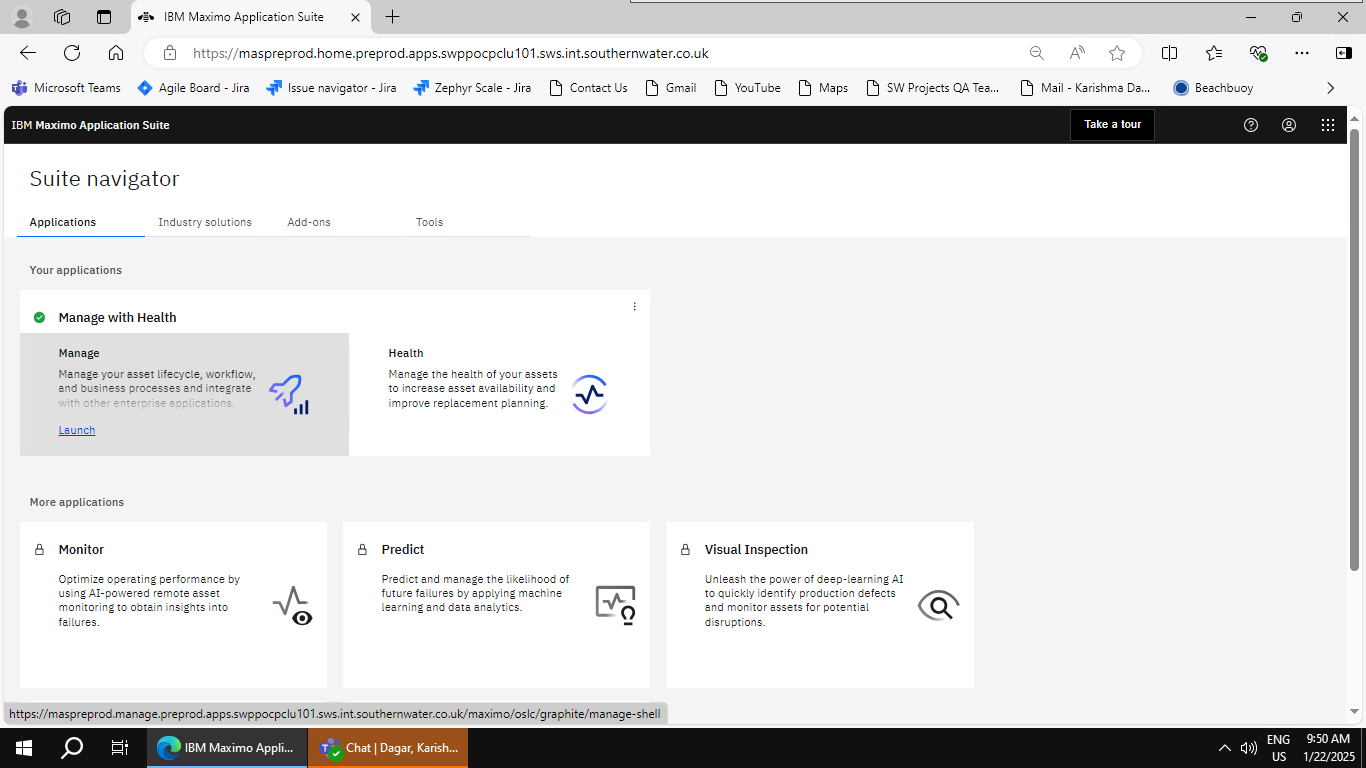 IBM Maximo Application Suite
https://maspreprod.home.preprod.apps.swppocpclu101.sws.int.southernwater.co.uk
Microsoft Teams Agile Board - Jira Issue navigator - Jira Zephyr Scale - Jira Contact Us Gmail YouTube Maps SW Projects QA Tea... Mail - Karishma Da... Beachbuoy
IBM Maximo Application Suite Take a tour
Suite navigator
Applications Industry solutions Add-ons Tools
Your applications
Manage with Health
Manage
Manage your asset lifecycle, workflow,
and business processes and integrate
with other enterprise applications.
Launch
Health
Manage the health of your assets
to increase asset availability and
improve replacement planning.
More applications
Monitor
Optimize operating performance by
using AI-powered remote asset
monitoring to obtain insights into
failures.
Predict
Predict and manage the likelihood of
future failures by applying machine
learning and data analytics.
Visual Inspection
Unleash the power of deep-learning AI
to quickly identify production defects
and monitor assets for potential
disruptions.
https://maspreprod.manage.preprod.apps.swppocpclu101.sws.int.southernwater.co.uk/maximo/oslc/graphite/manage-shell
IBM Maximo Appli... Chat | Dagar, Karish...
ENG
US
9:50 AM
1/22/2025